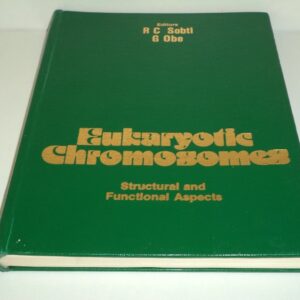 Editors
R C Sobti
G Obe
Eukaryotic
Chromosomes
Structural and
Functional Aspects